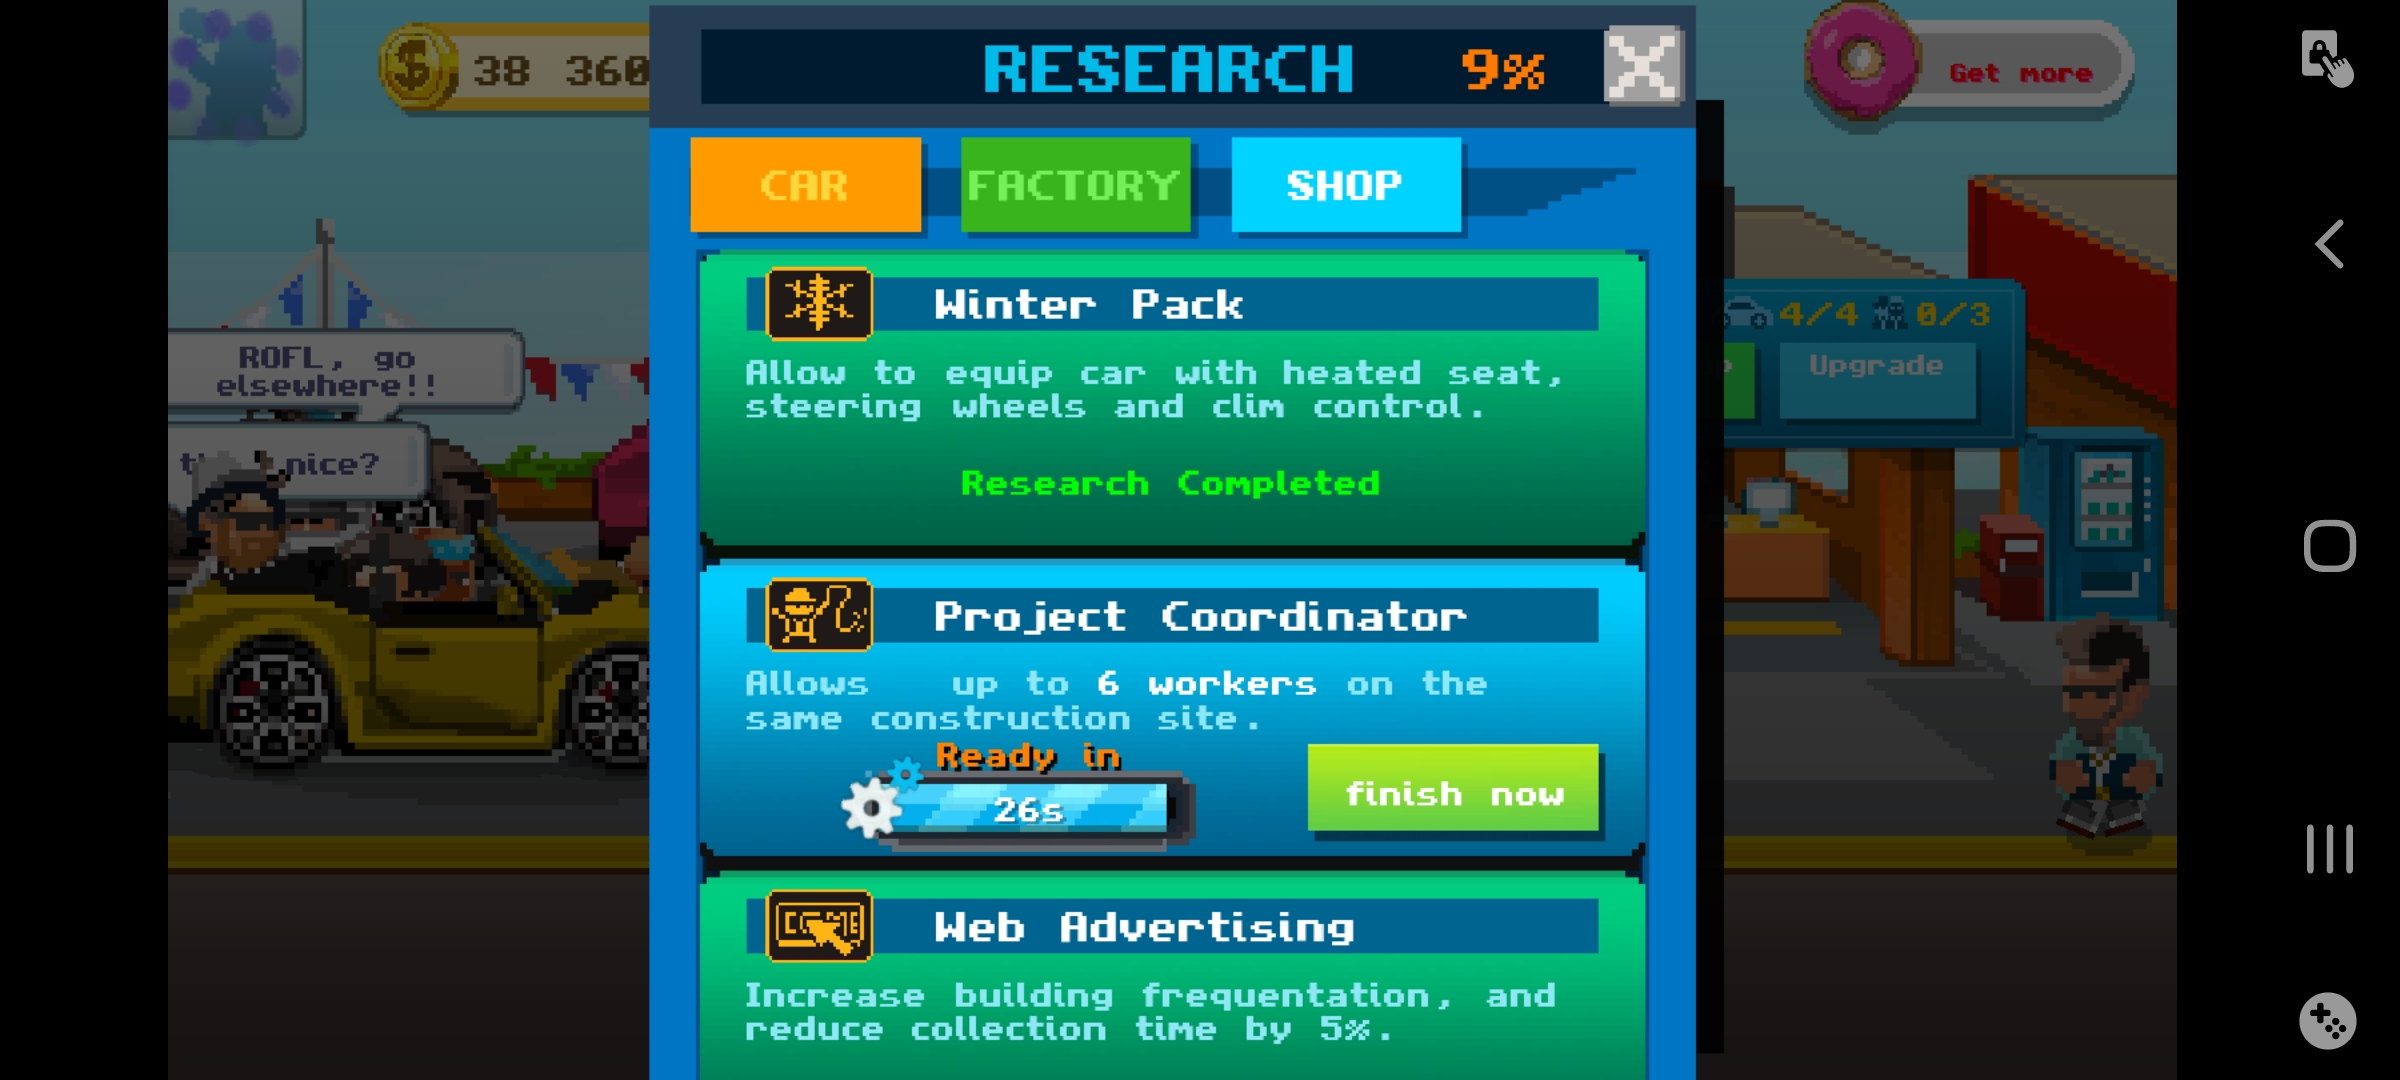 38 360
RESEARCH 9%
Get more
CAR FACTORY SHOP
Winter Pack
Allow to equip car with heated seat,
steering wheels and clim control.
Research Completed
4/4 0/3
Upgrade
ROFL, go
elsewhere!!
nice?
Project Coordinator
Allows up to 6 workers on the
same construction site.
Ready in
26s
finish now
Web Advertising
Increase building frequentation, and
reduce collection time by 5%.